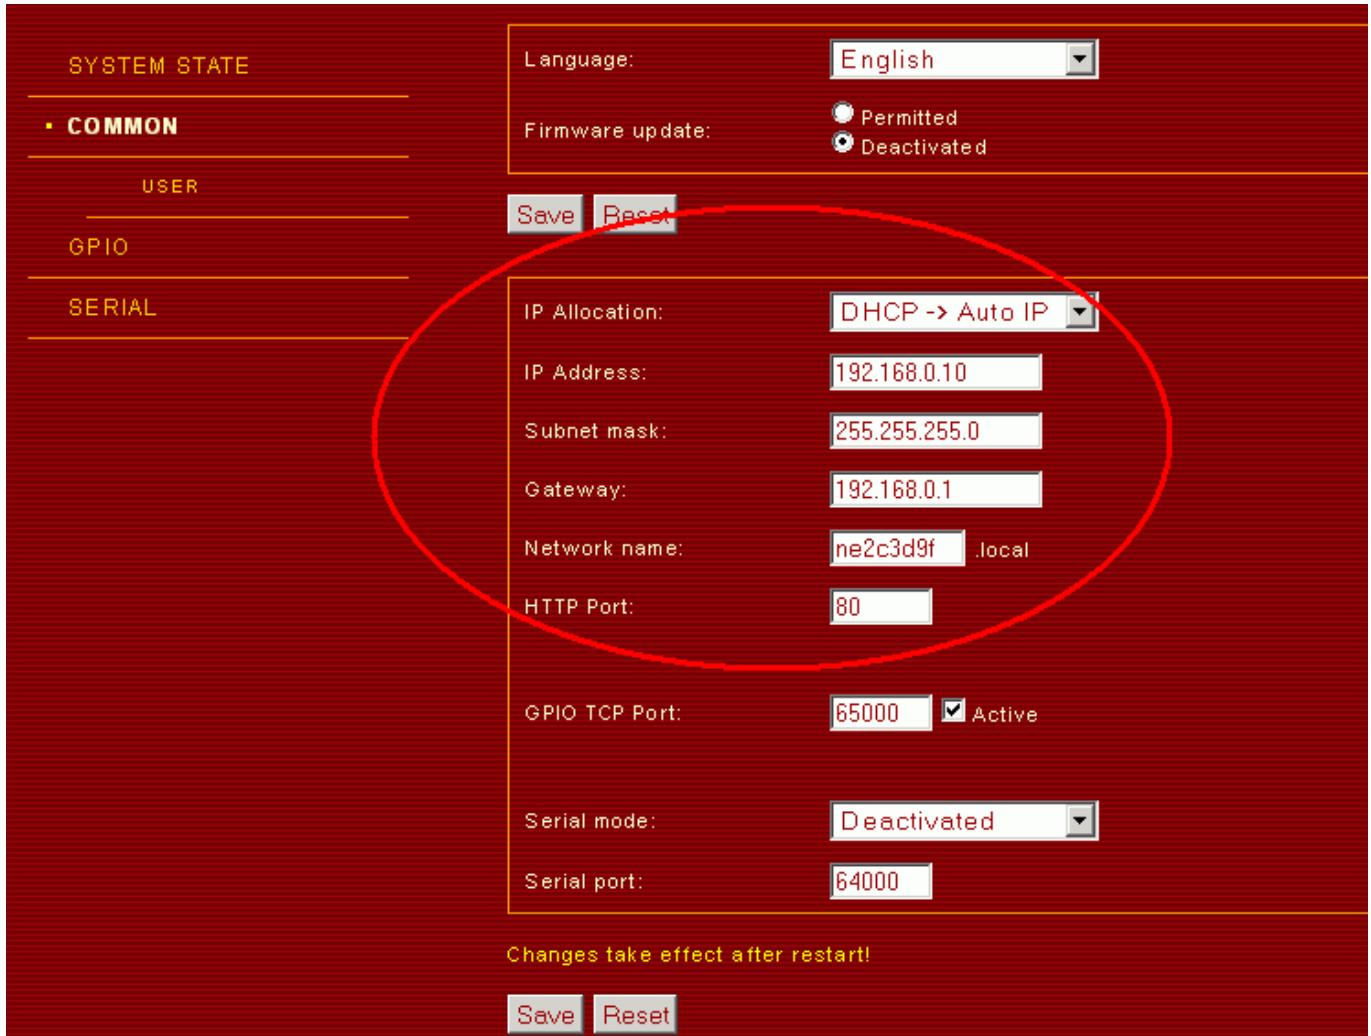 SYSTEM STATE
COMMON
USER
GPIO
SERIAL
Language: English
Firmware update: Permitted
Deactivated
Save Reset
IP Allocation: DHCP -> Auto IP
IP Address: 192.168.0.10
Subnet mask: 255.255.255.0
Gateway: 192.168.0.1
Network name: ne2c3d9f .local
HTTP Port: 80
GPIO TCP Port: 65000 Active
Serial mode: Deactivated
Serial port: 64000
Changes take effect after restart!
Save Reset